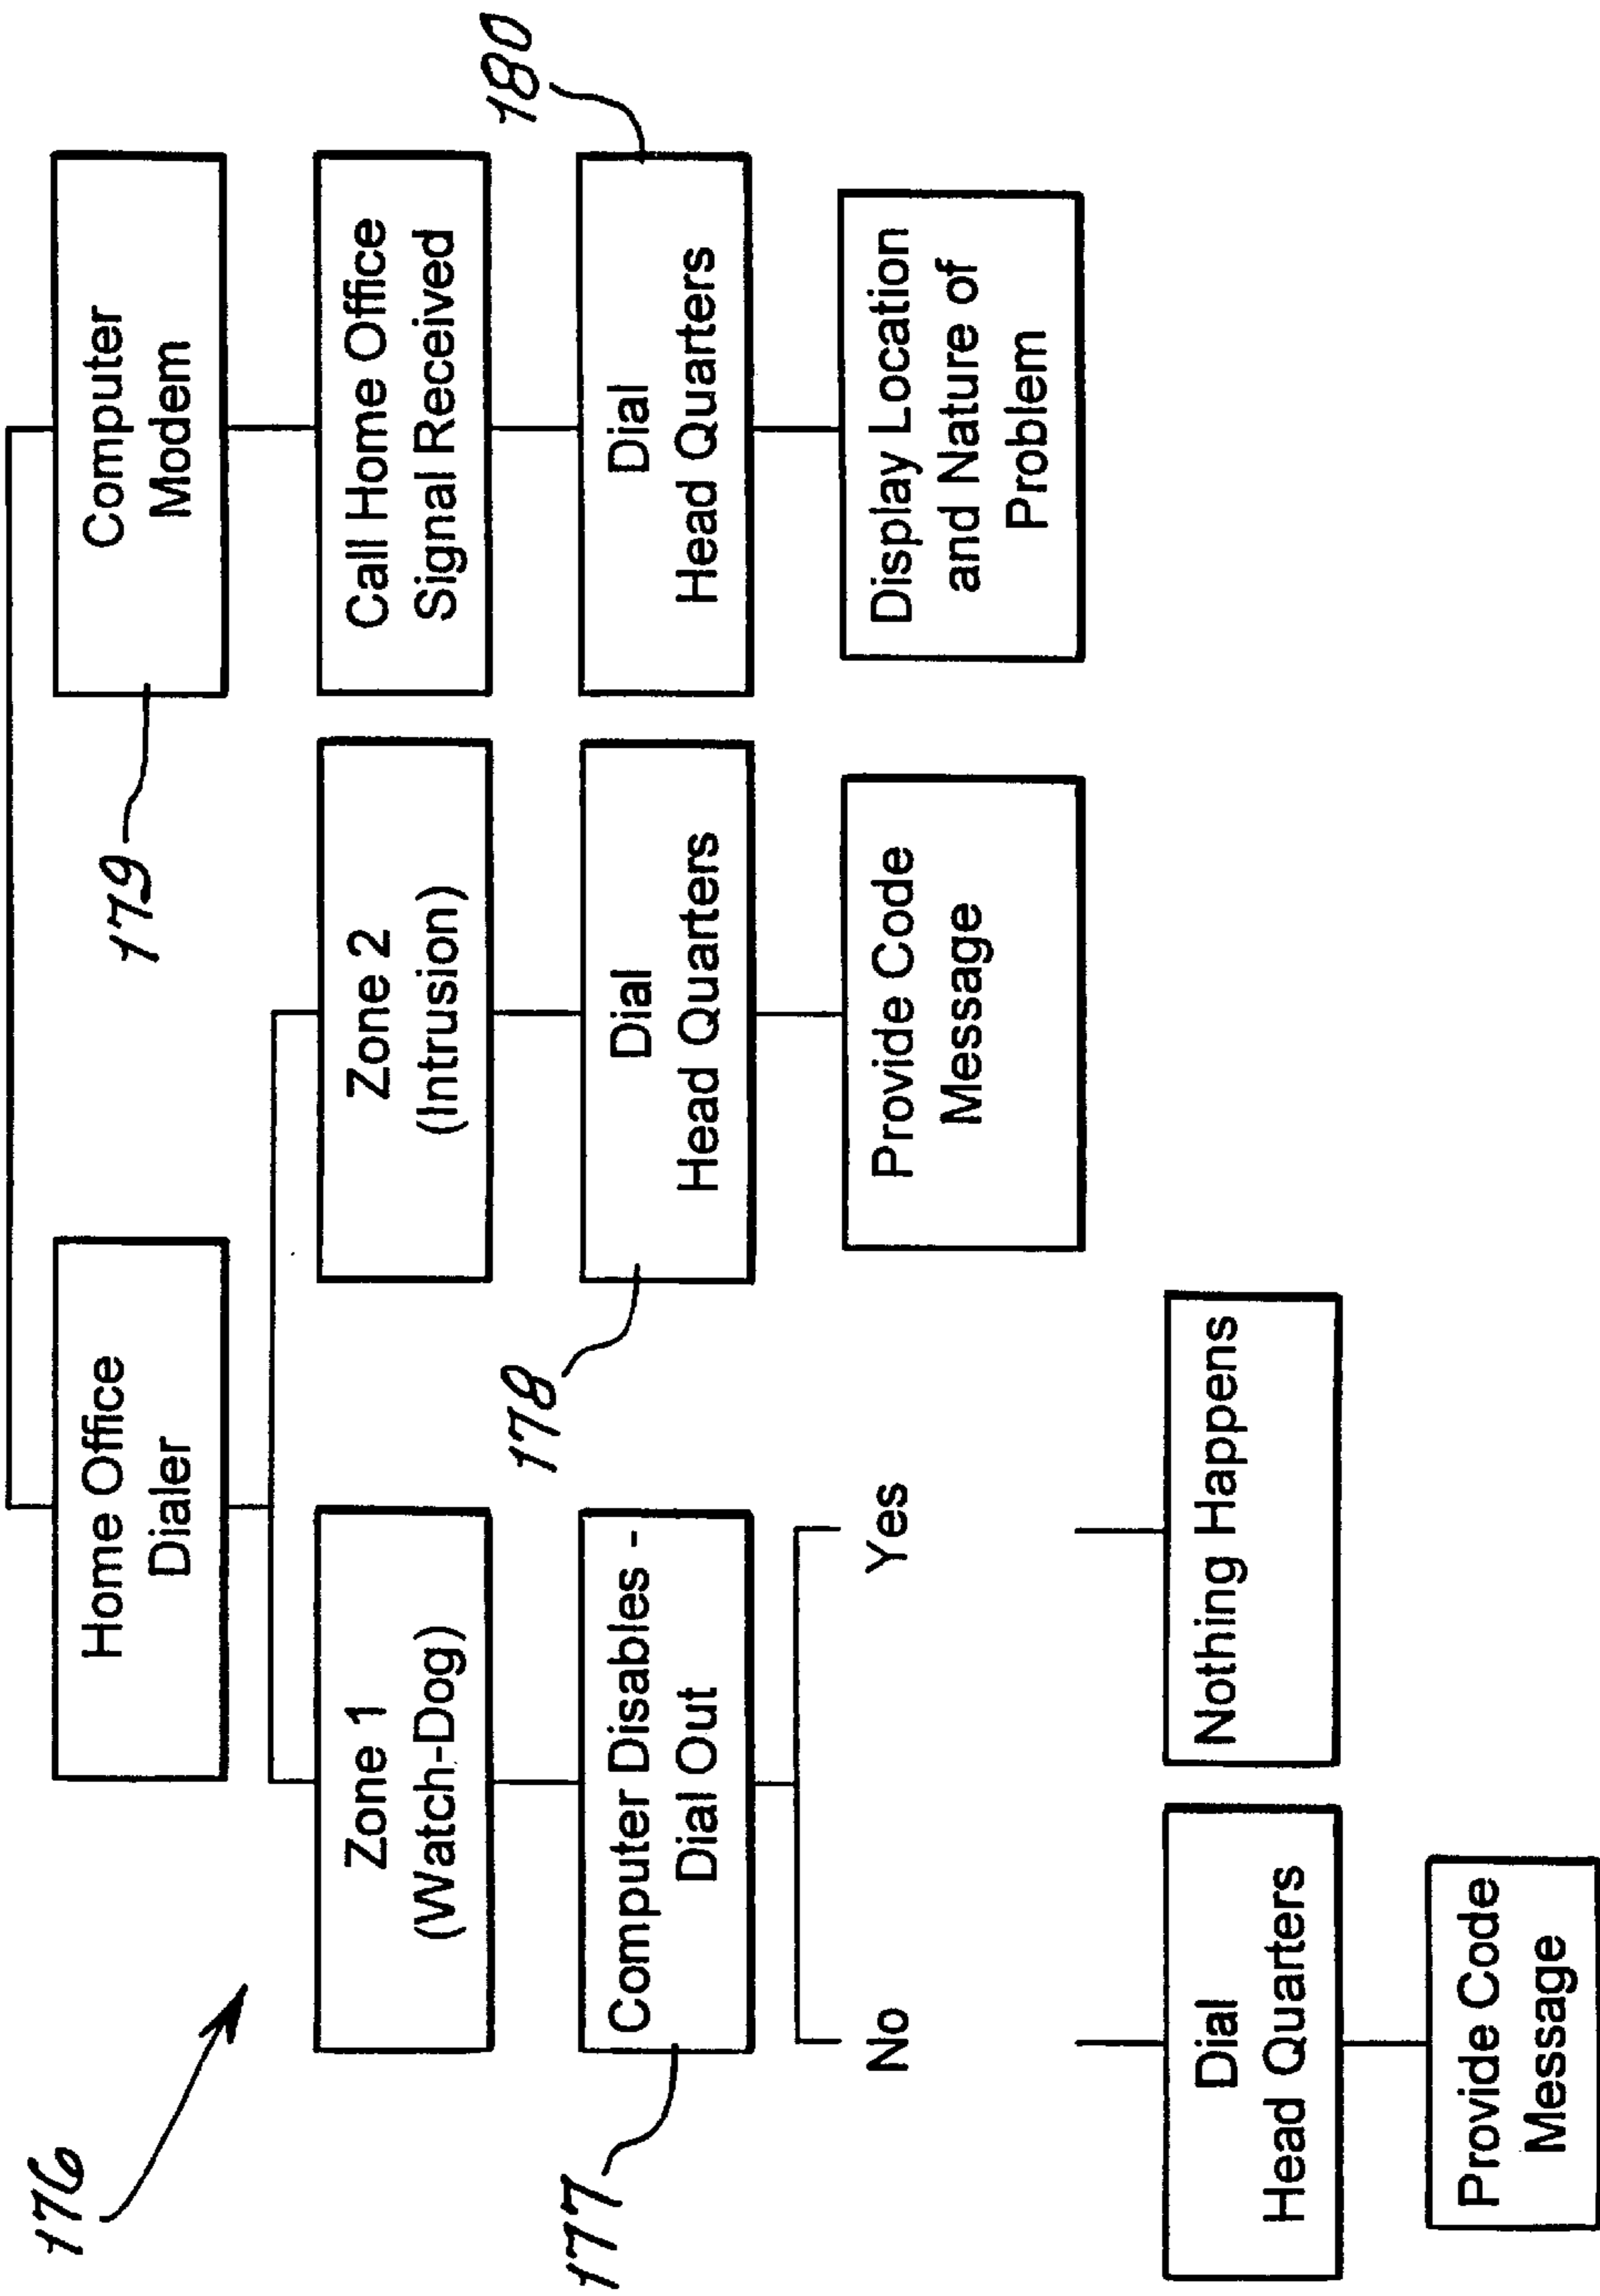 176
Home Office
Dialer
Computer
Modem
179
Zone 1
(Watch-Dog)
Zone 2
(Intrusion)
Call Home Office
Signal Received
177
Computer Disables -
Dial Out
178
Dial
Head Quarters
180
Dial
Head Quarters
No
Yes
Provide Code
Message
Display Location
and Nature of
Problem
Dial
Head Quarters
Nothing Happens
Provide Code
Message